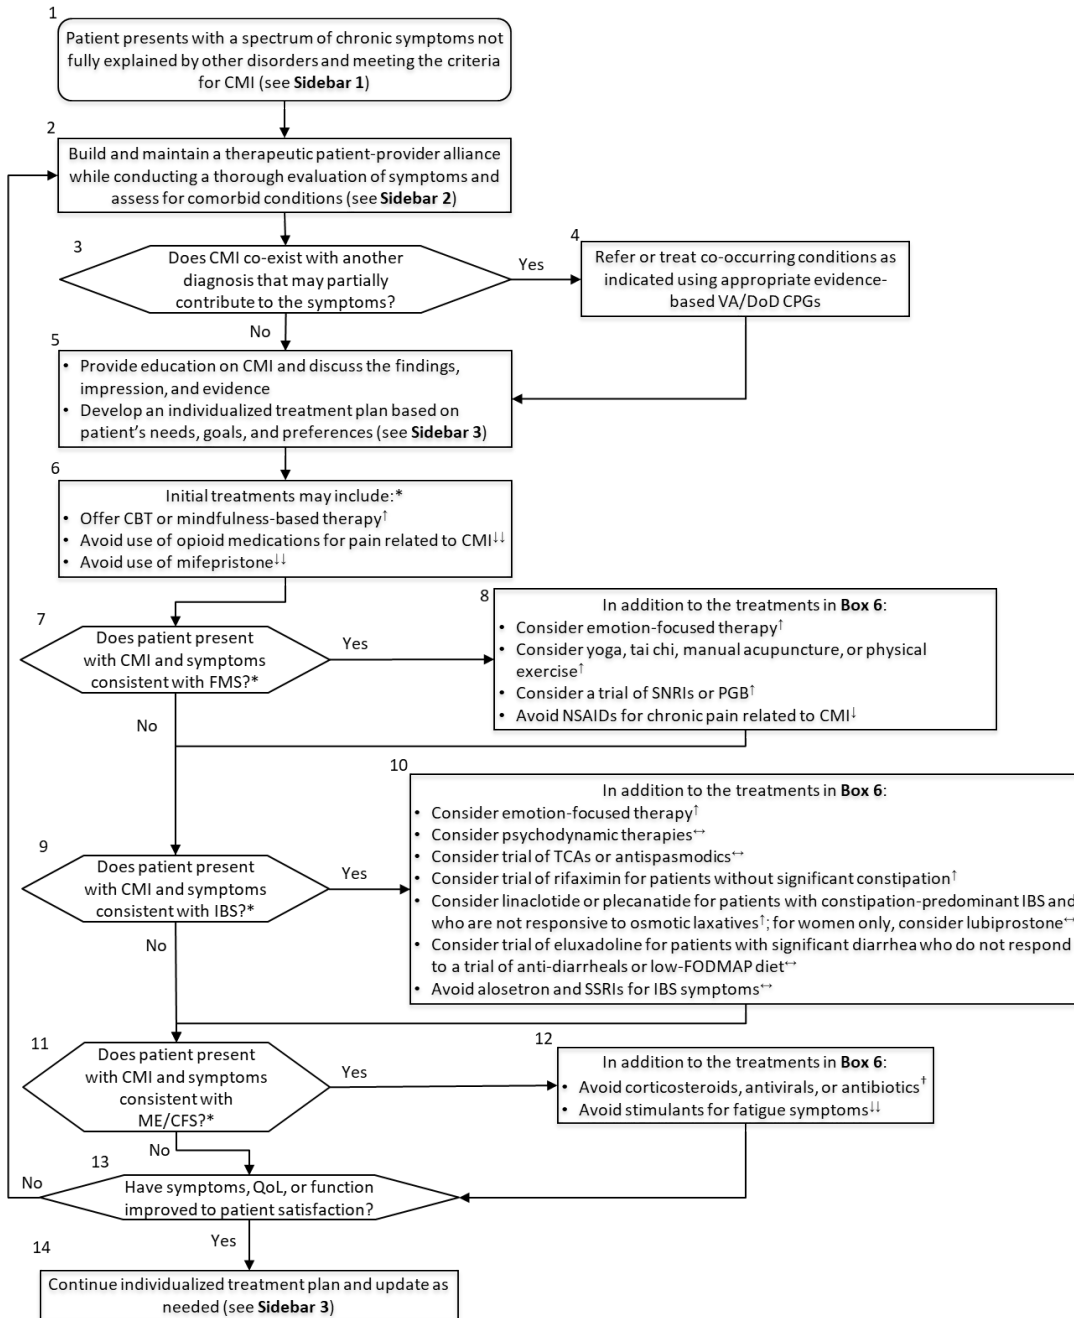 1
Patient presents with a spectrum of chronic symptoms not
fully explained by other disorders and meeting the criteria
for CMI (see Sidebar 1)
2
Build and maintain a therapeutic patient-provider alliance
while conducting a thorough evaluation of symptoms and
assess for comorbid conditions (see Sidebar 2)
3
Does CMI co-exist with another
diagnosis that may partially
contribute to the symptoms?
Yes
4
Refer or treat co-occurring conditions as
indicated using appropriate evidence-
based VA/DoD CPGs
No
5
• Provide education on CMI and discuss the findings,
impression, and evidence
• Develop an individualized treatment plan based on
patient's needs, goals, and preferences (see Sidebar 3)
6
Initial treatments may include:*
• Offer CBT or mindfulness-based therapy↑
• Avoid use of opioid medications for pain related to CMI↓↓
• Avoid use of mifepristone↓↓
7
Does patient present
with CMI and symptoms
consistent with FMS?*
Yes
8
In addition to the treatments in Box 6:
• Consider emotion-focused therapy↑
• Consider yoga, tai chi, manual acupuncture, or physical
exercise↑
• Consider a trial of SNRIs or PGB↑
• Avoid NSAIDs for chronic pain related to CMI↓
No
9
Does patient present
with CMI and symptoms
consistent with IBS?*
Yes
10
In addition to the treatments in Box 6:
• Consider emotion-focused therapy↑
• Consider psychodynamic therapies↔
• Consider trial of TCAs or antispasmodics↔
• Consider trial of rifaximin for patients without significant constipation↑
• Consider linaclotide or plecanatide for patients with constipation-predominant IBS and
who are not responsive to osmotic laxatives↑; for women only, consider lubiprostone↔
• Consider trial of eluxadoline for patients with significant diarrhea who do not respond
to a trial of anti-diarrheals or low-FODMAP diet↔
• Avoid alosetron and SSRIs for IBS symptoms↔
No
11
Does patient present
with CMI and symptoms
consistent with
ME/CFS?*
Yes
12
In addition to the treatments in Box 6:
• Avoid corticosteroids, antivirals, or antibiotics†
• Avoid stimulants for fatigue symptoms↓↓
No
13
Have symptoms, QoL, or function
improved to patient satisfaction?
No
Yes
14
Continue individualized treatment plan and update as
needed (see Sidebar 3)